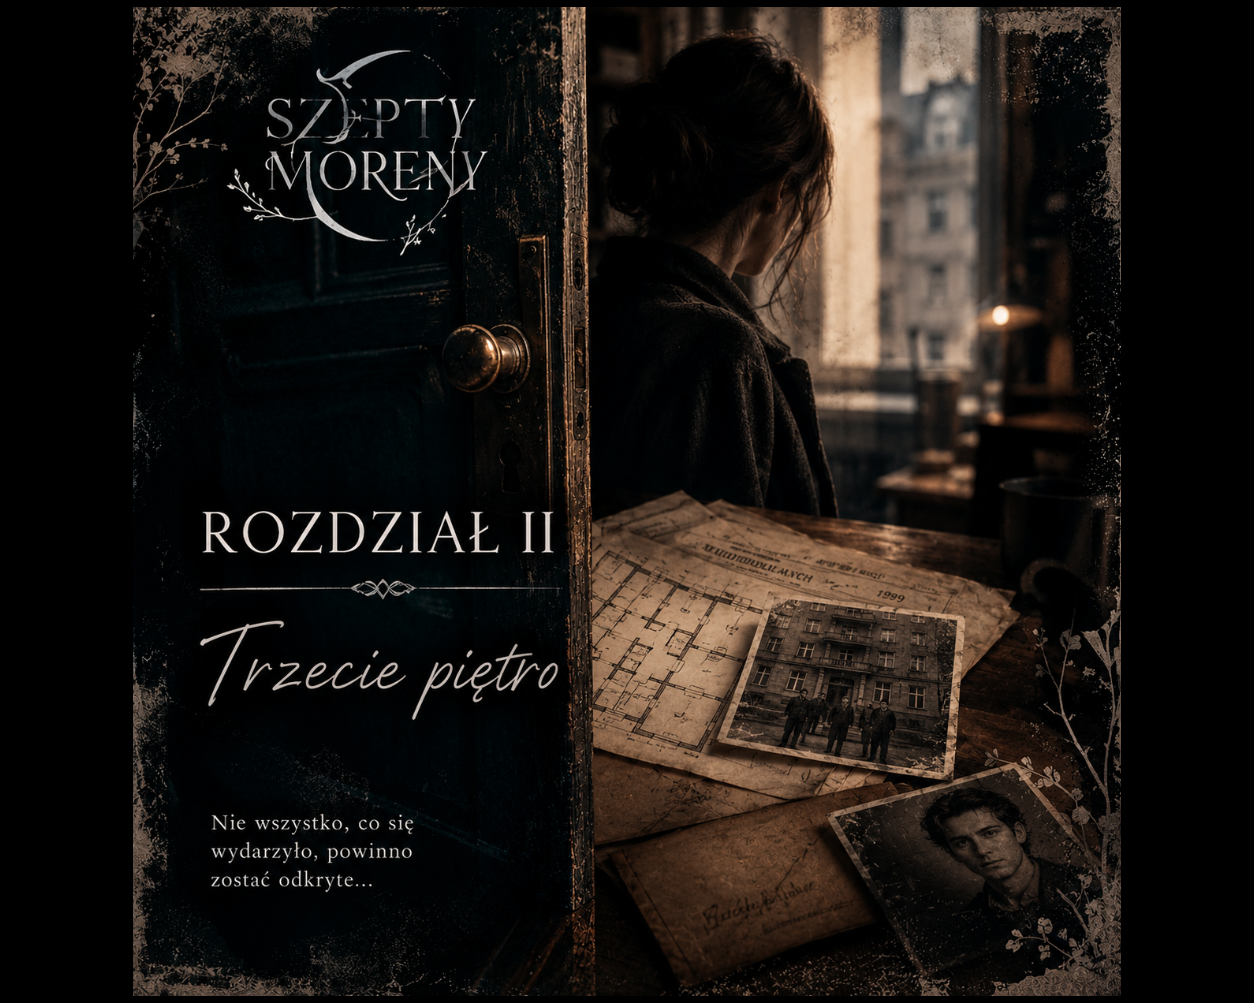 SZEPTY
MORENY
ROZDZIAŁ II
Trzecie piętro
Nie wszystko, co się
wydarzyło, powinno
zostać odkryte...
1999